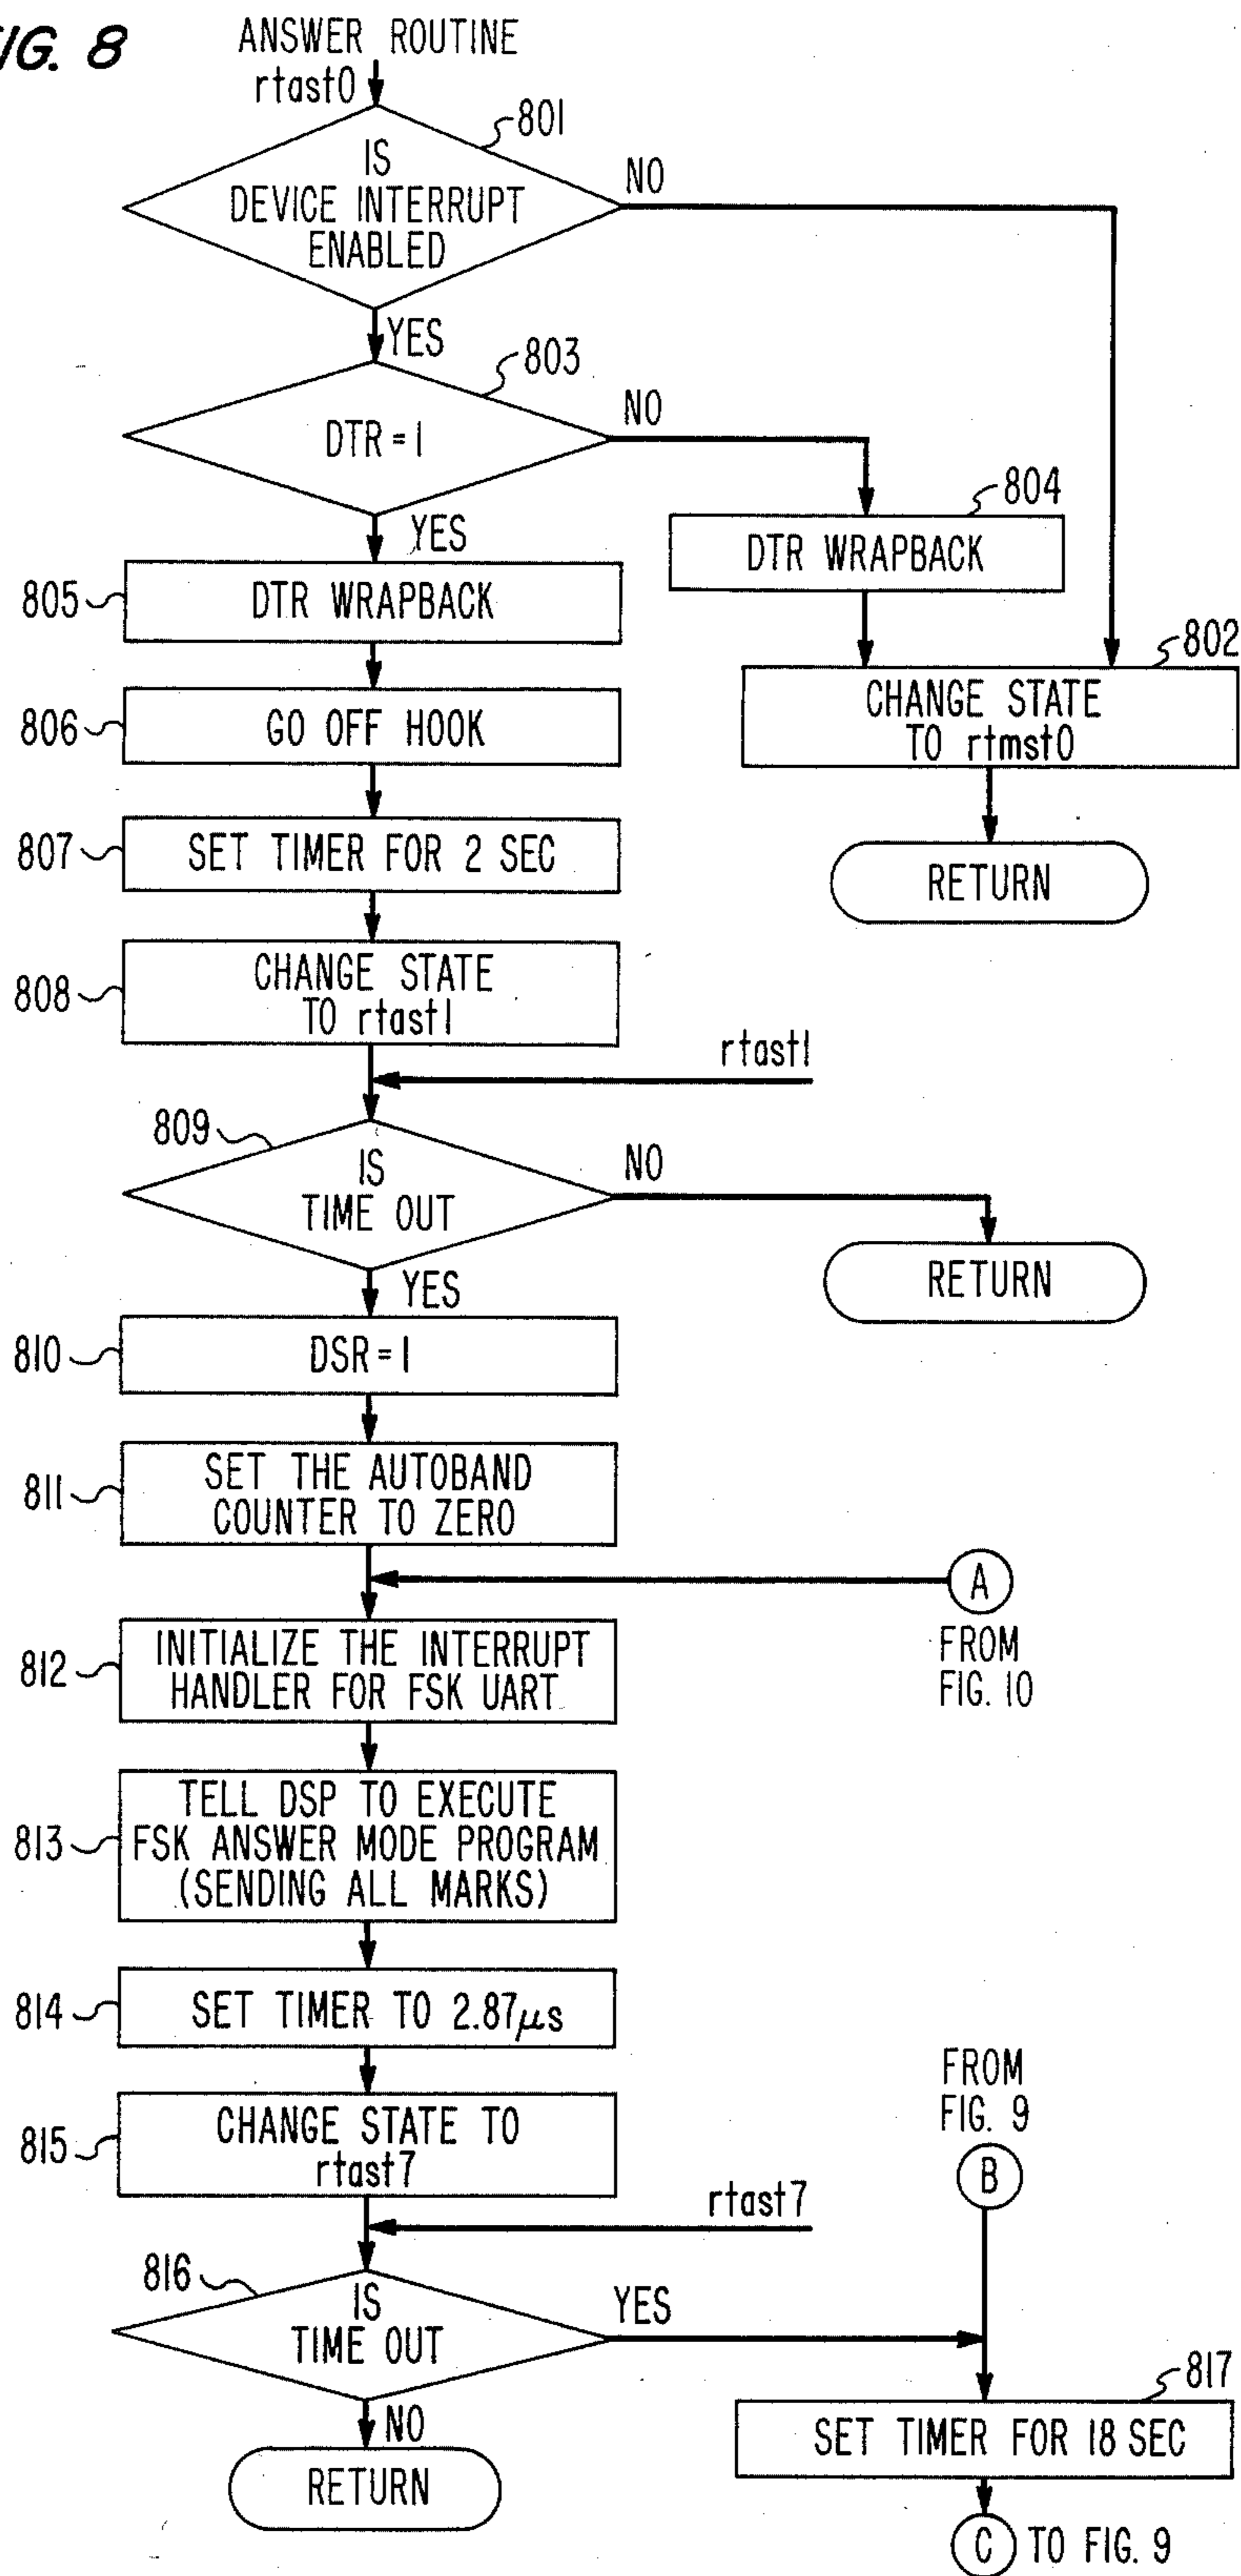 FIG. 8
ANSWER ROUTINE
rtast0
801
IS
DEVICE INTERRUPT
ENABLED
NO
YES
803
DTR = 1
NO
YES
804
DTR WRAPBACK
805
DTR WRAPBACK
802
CHANGE STATE
TO rtmst0
806
GO OFF HOOK
807
SET TIMER FOR 2 SEC
RETURN
808
CHANGE STATE
TO rtast1
rtast1
809
IS
TIME OUT
NO
RETURN
YES
810
DSR = 1
811
SET THE AUTOBAND
COUNTER TO ZERO
A
FROM
FIG. 10
812
INITIALIZE THE INTERRUPT
HANDLER FOR FSK UART
813
TELL DSP TO EXECUTE
FSK ANSWER MODE PROGRAM
(SENDING ALL MARKS)
814
SET TIMER TO 2.87μs
815
CHANGE STATE TO
rtast7
FROM
FIG. 9
B
rtast7
816
IS
TIME OUT
YES
NO
RETURN
817
SET TIMER FOR 18 SEC
C TO FIG. 9